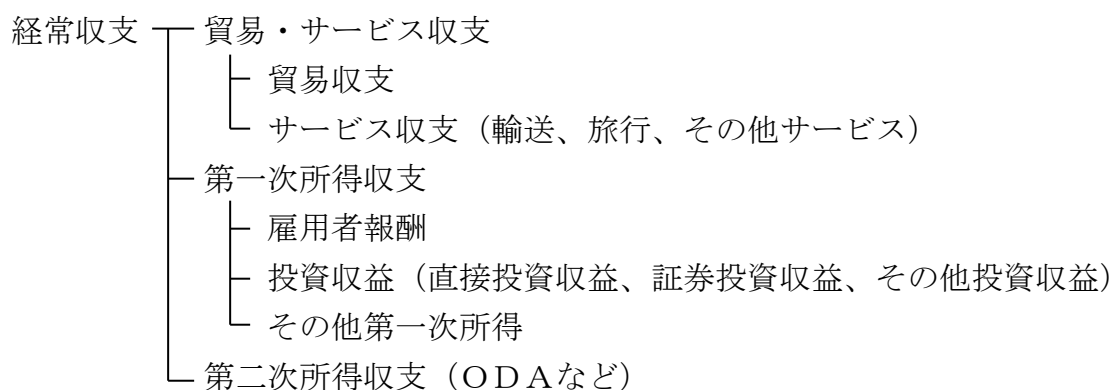 経常収支 貿易・サービス収支
貿易収支
サービス収支（輸送、旅行、その他サービス）
第一次所得収支
雇用者報酬
投資収益（直接投資収益、証券投資収益、その他投資収益）
その他第一次所得
第二次所得収支（ＯＤＡなど）